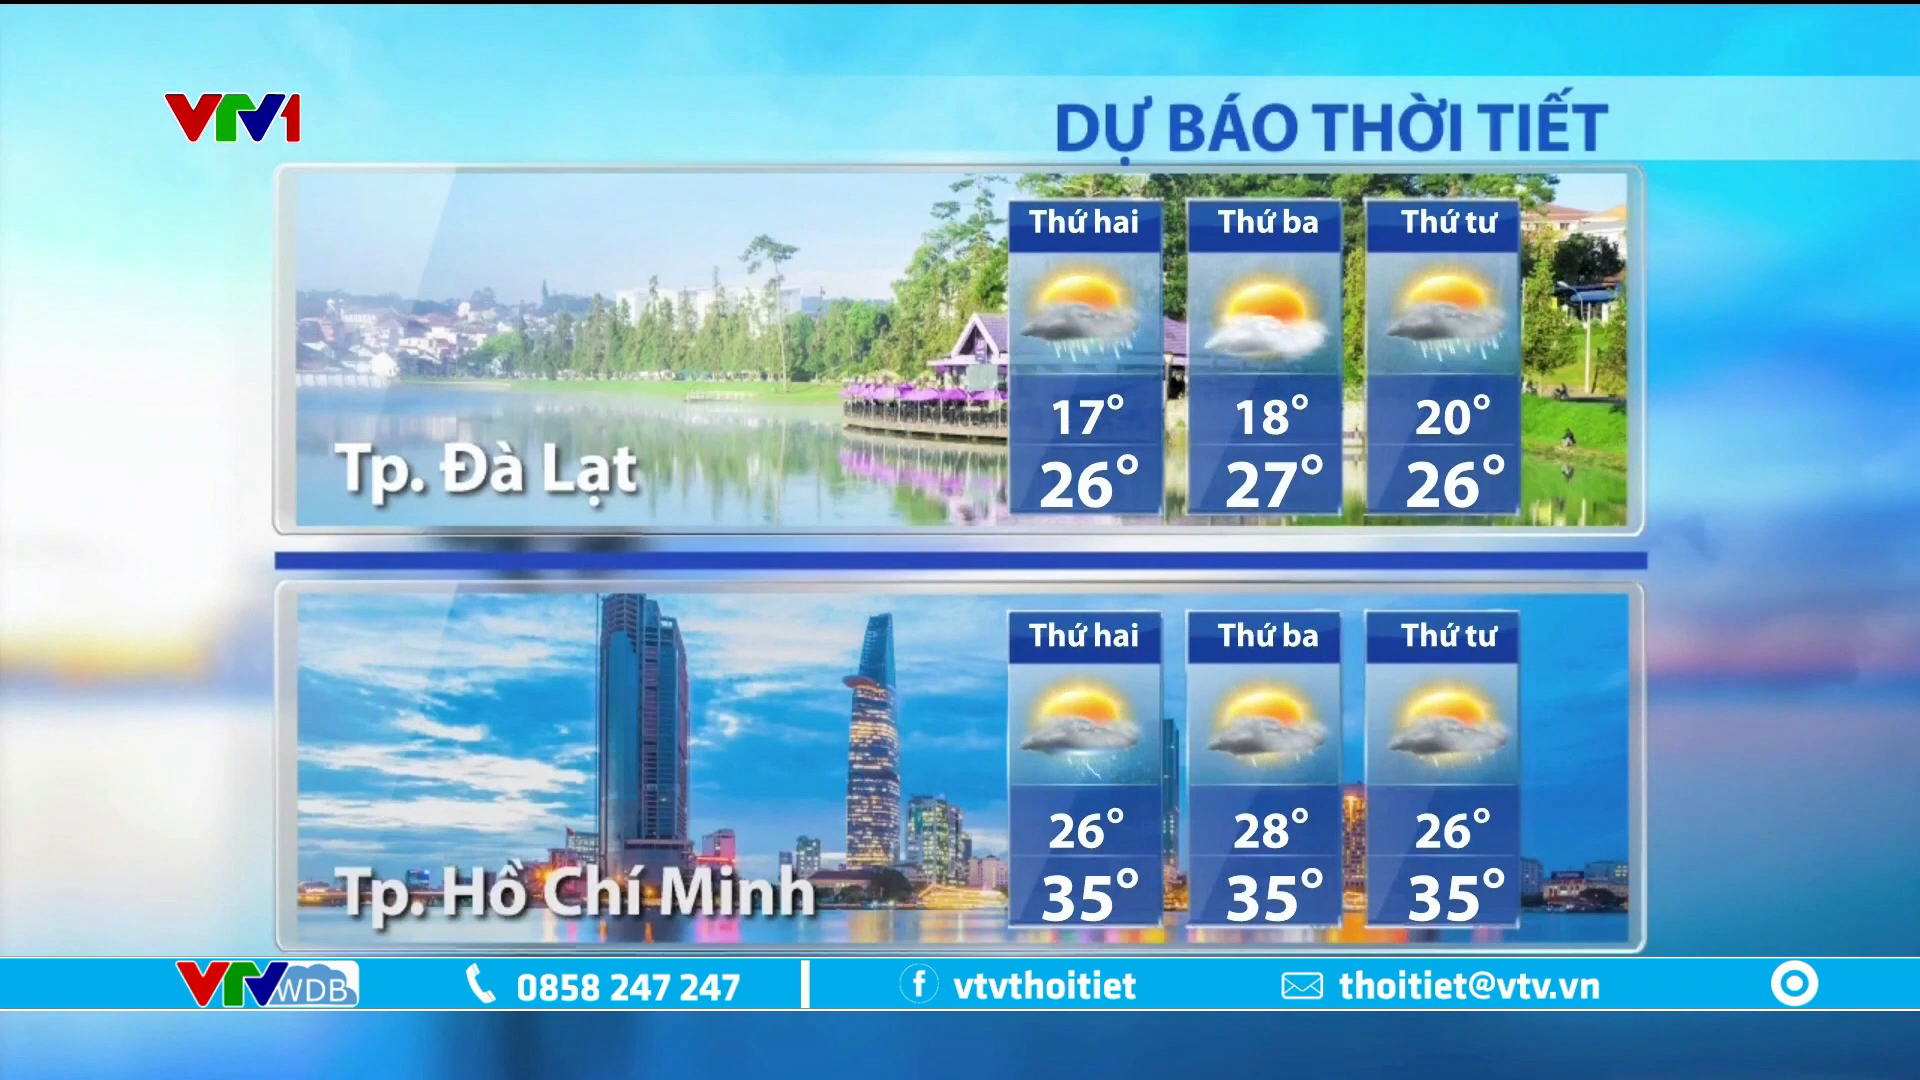 VTV1
DỰ BÁO THỜI TIẾT
Thứ hai Thứ ba Thứ tư
17° 18° 20°
26° 27° 26°
Tp. Đà Lạt
Thứ hai Thứ ba Thứ tư
26° 28° 26°
35° 35° 35°
Tp. Hồ Chí Minh
VTV WDB 0858 247 247 vtvthoitiet thoitiet@vtv.vn